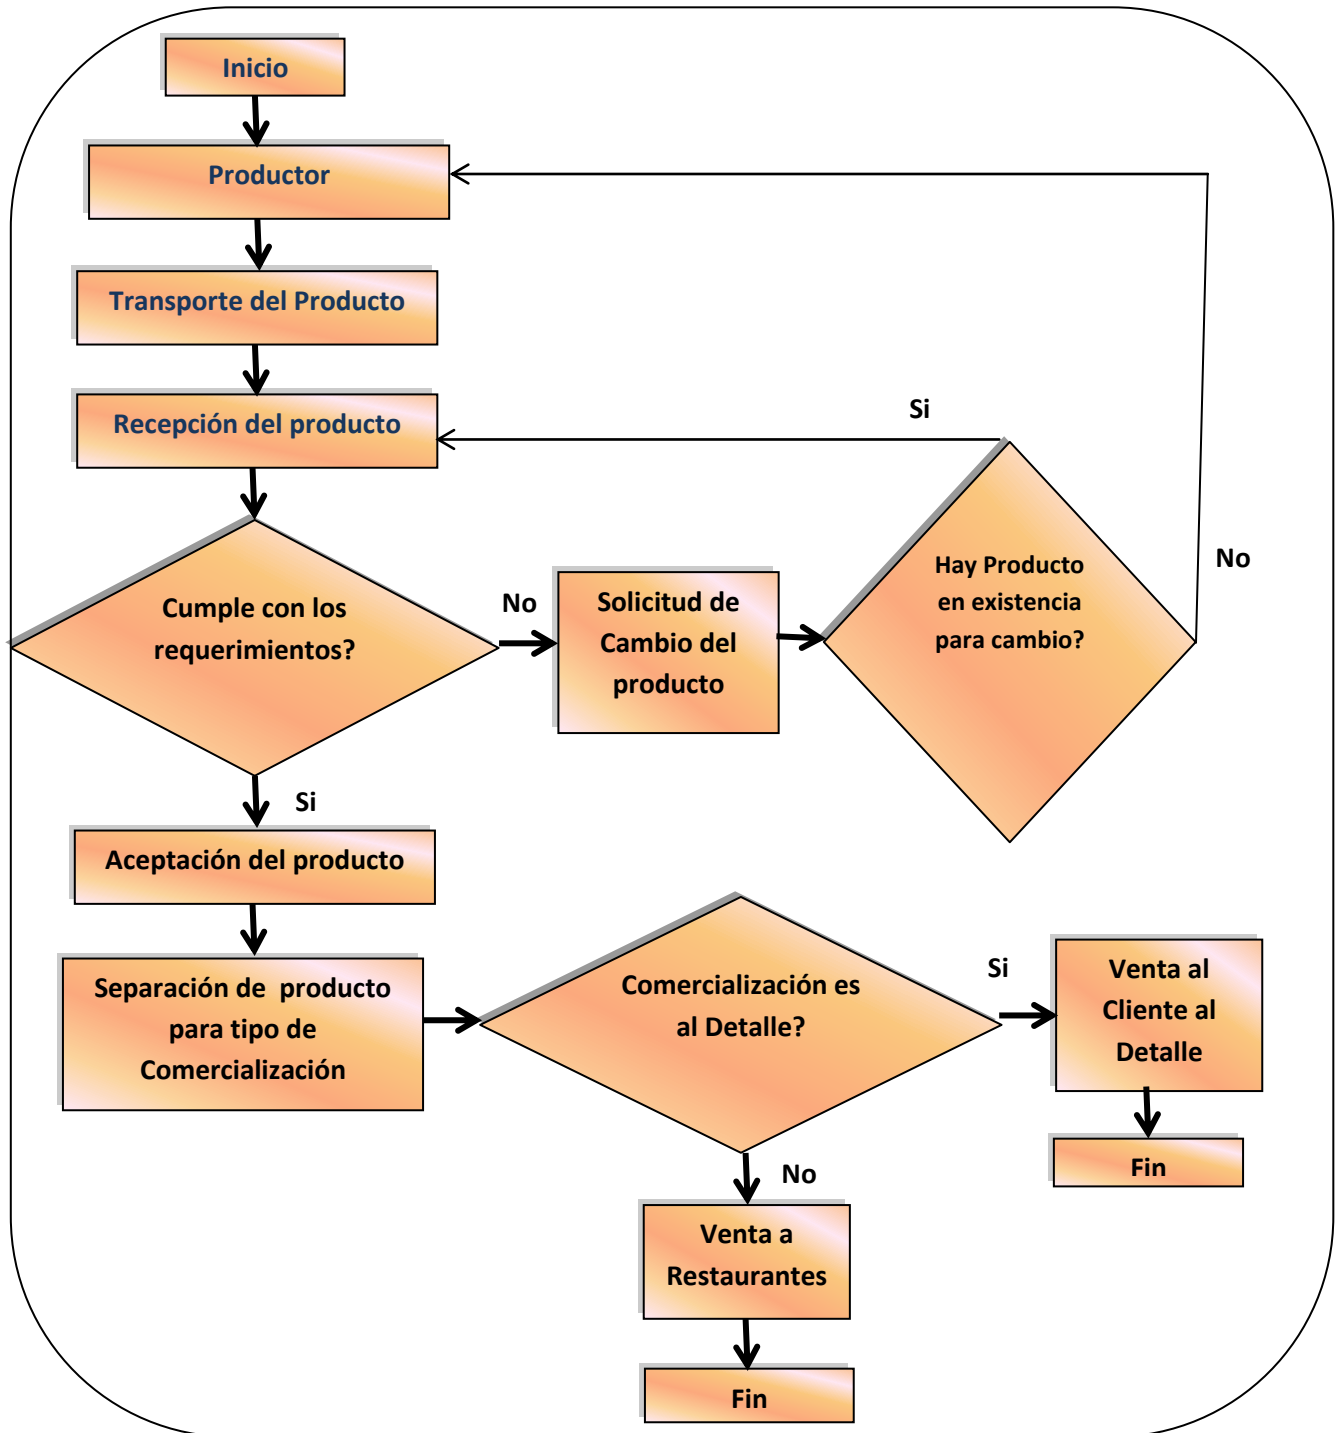 Inicio
Productor
Transporte del Producto
Recepción del producto
Si
Cumple con los
requerimientos?
No
Solicitud de
Cambio del
producto
Hay Producto
en existencia
para cambio?
No
Si
Aceptación del producto
Separación de producto
para tipo de
Comercialización
Comercialización es
al Detalle?
Si
Venta al
Cliente al
Detalle
Fin
No
Venta a
Restaurantes
Fin